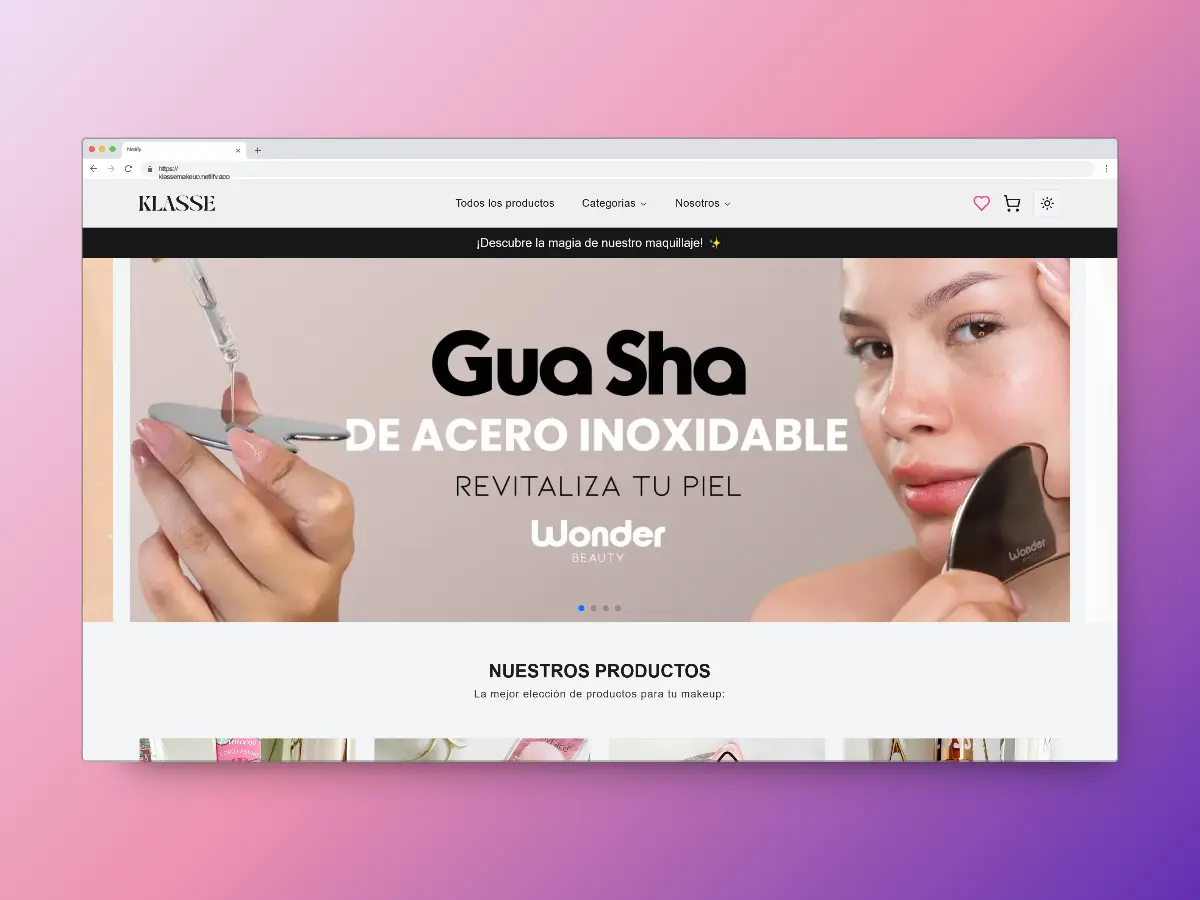 Netlify
https://
klassemakeup.netlify.app
KLASSE
Todos los productos
Categorias
Nosotros
¡Descubre la magia de nuestro maquillaje! ✨
Gua Sha
DE ACERO INOXIDABLE
REVITALIZA TU PIEL
Wonder
BEAUTY
Wonder
NUESTROS PRODUCTOS
La mejor elección de productos para tu makeup: